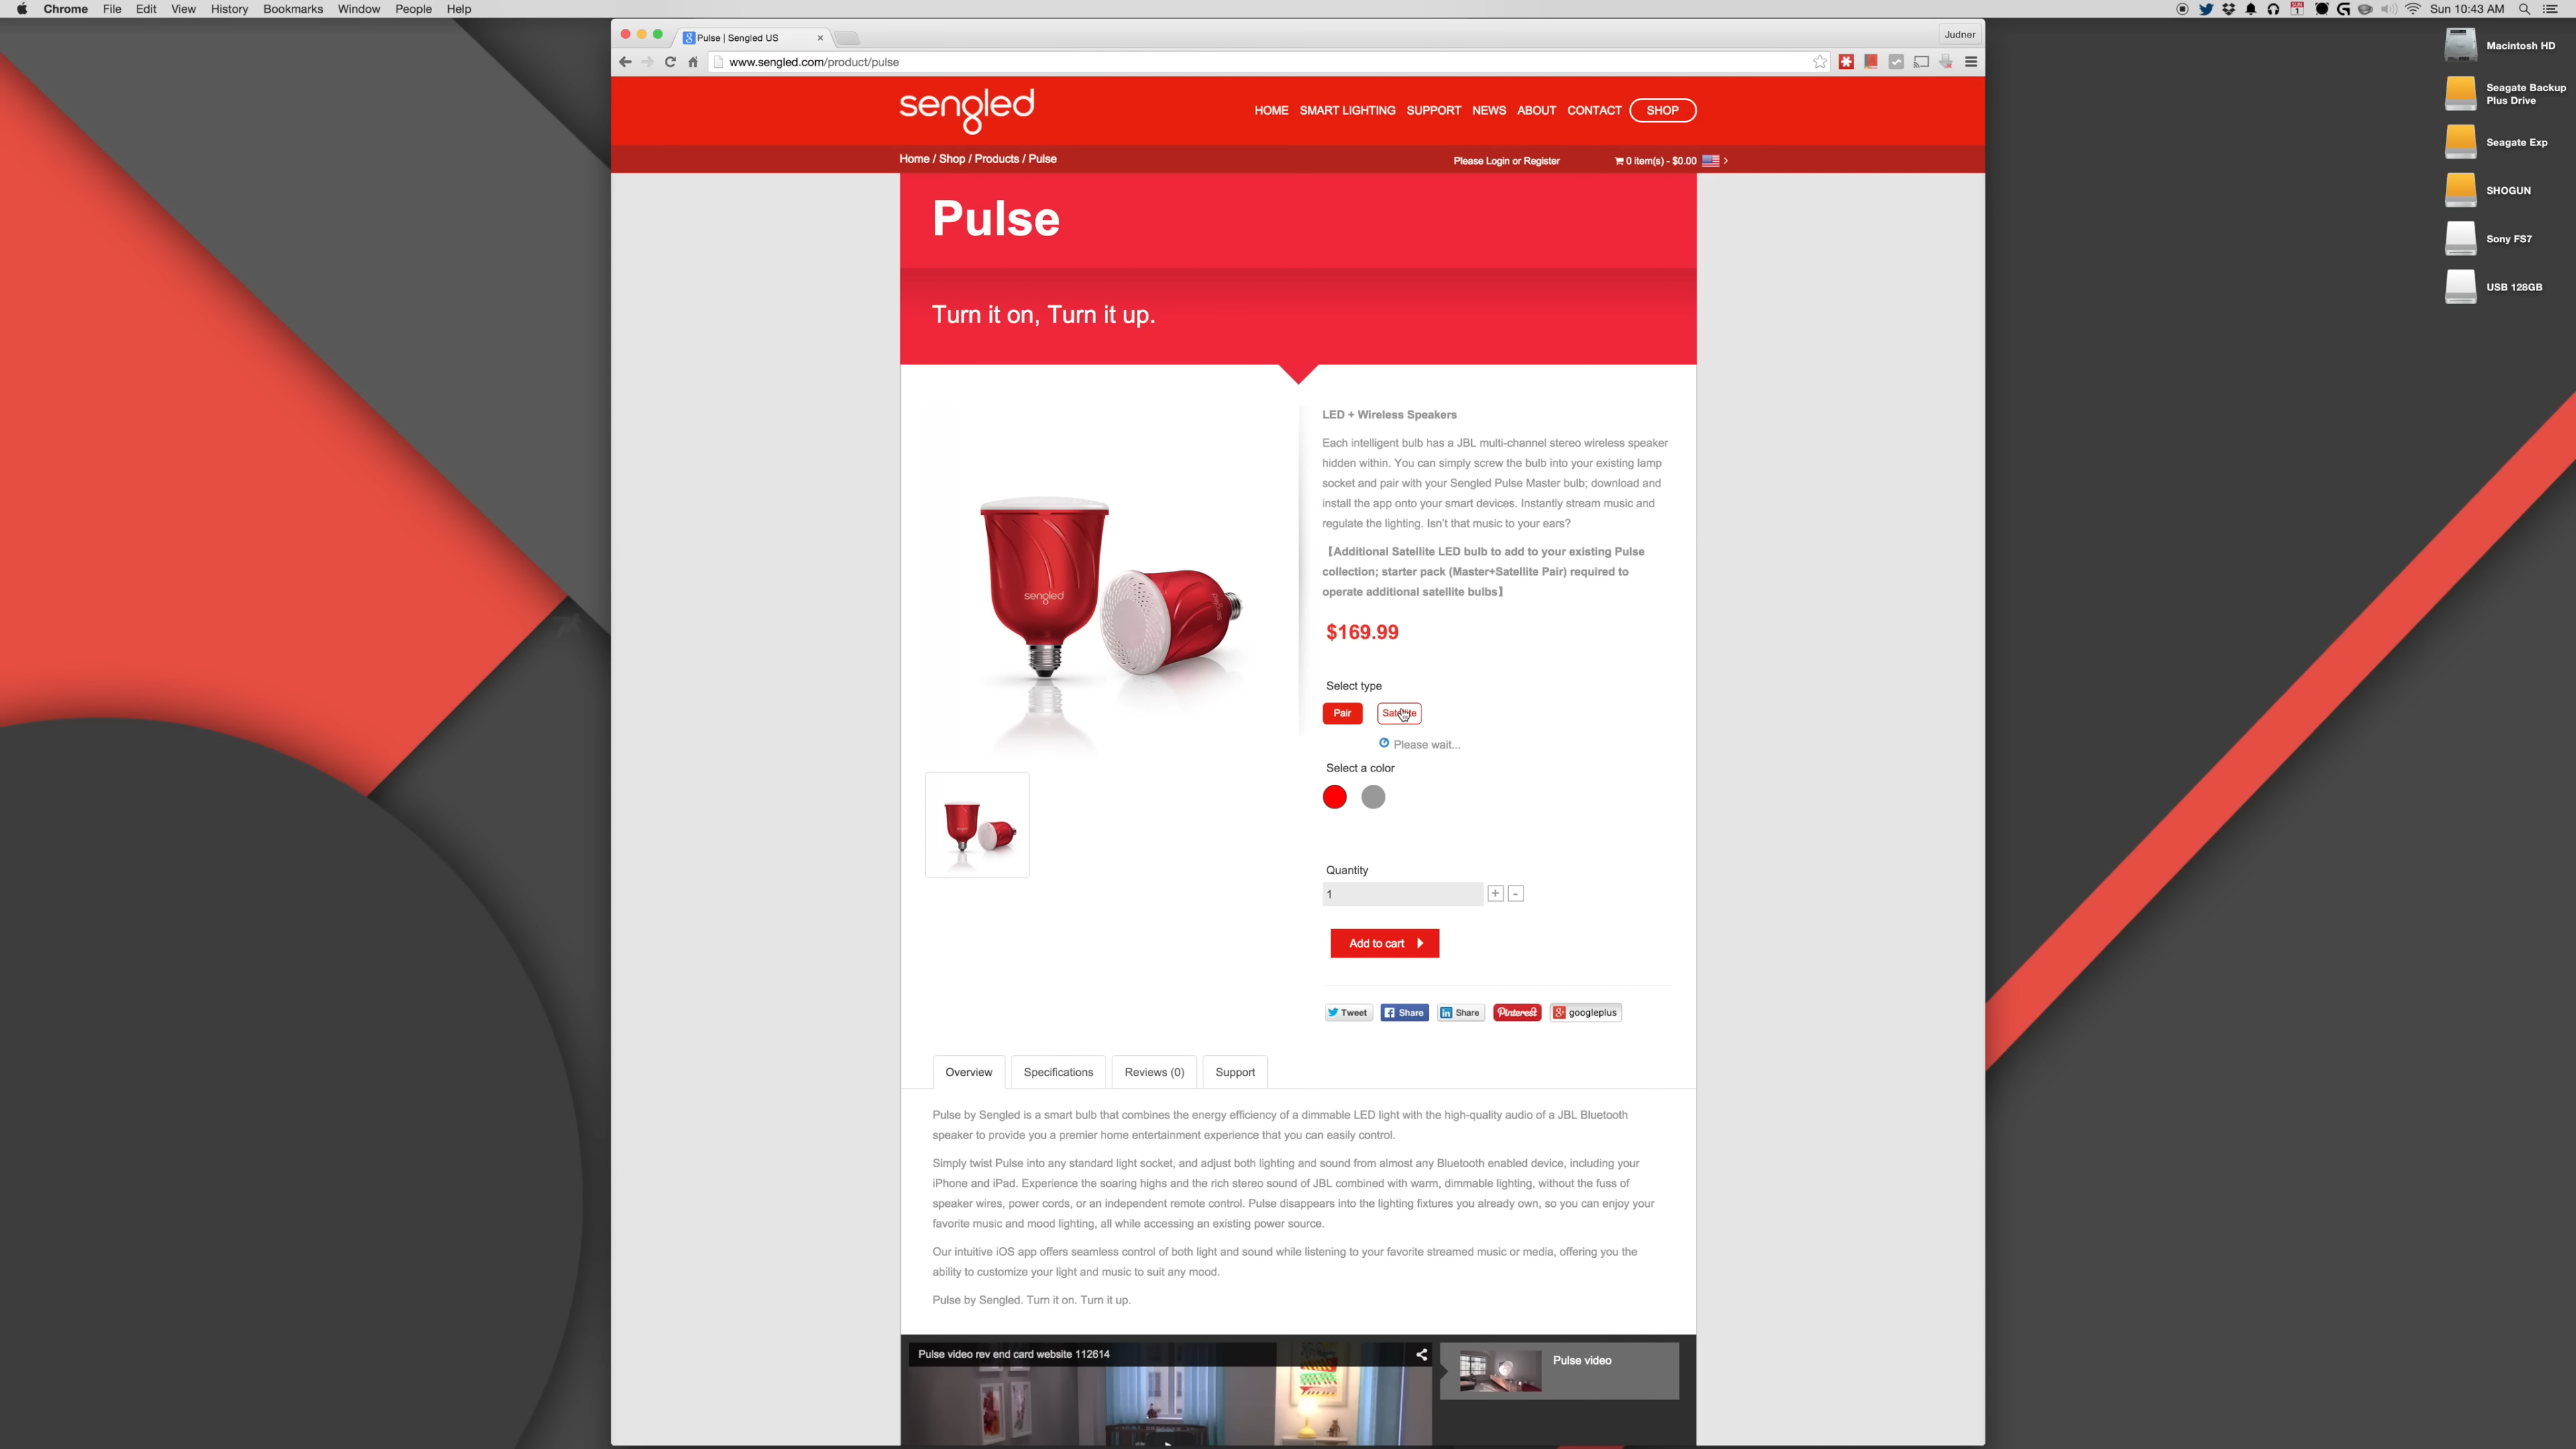 Chrome File Edit View History Bookmarks Window People Help
Sun 10:43 AM
Pulse | Sengled US
Judner
www.sengled.com/product/pulse
Macintosh HD
Seagate Backup
Plus Drive
Seagate Exp
SHOGUN
Sony FS7
USB 128GB
sengled
HOME SMART LIGHTING SUPPORT NEWS ABOUT CONTACT SHOP
Home / Shop / Products / Pulse
Please Login or Register
0 item(s) - $0.00
Pulse
Turn it on, Turn it up.
LED + Wireless Speakers
Each intelligent bulb has a JBL multi-channel stereo wireless speaker
hidden within. You can simply screw the bulb into your existing lamp
socket and pair with your Sengled Pulse Master bulb; download and
install the app onto your smart devices. Instantly stream music and
regulate the lighting. Isn't that music to your ears?
【Additional Satellite LED bulb to add to your existing Pulse
collection; starter pack (Master+Satellite Pair) required to
operate additional satellite bulbs】
sengled
$169.99
Select type
Pair Satellite
Please wait...
Select a color
Quantity
1
+ -
Add to cart
Tweet Share Share Pinterest googleplus
Overview Specifications Reviews (0) Support
Pulse by Sengled is a smart bulb that combines the energy efficiency of a dimmable LED light with the high-quality audio of a JBL Bluetooth
speaker to provide you a premier home entertainment experience that you can easily control.
Simply twist Pulse into any standard light socket, and adjust both lighting and sound from almost any Bluetooth enabled device, including your
iPhone and iPad. Experience the soaring highs and the rich stereo sound of JBL combined with warm, dimmable lighting, without the fuss of
speaker wires, power cords, or an independent remote control. Pulse disappears into the lighting fixtures you already own, so you can enjoy your
favorite music and mood lighting, all while accessing an existing power source.
Our intuitive iOS app offers seamless control of both light and sound while listening to your favorite streamed music or media, offering you the
ability to customize your light and music to suit any mood.
Pulse by Sengled. Turn it on. Turn it up.
Pulse video rev end card website 112614
Pulse video